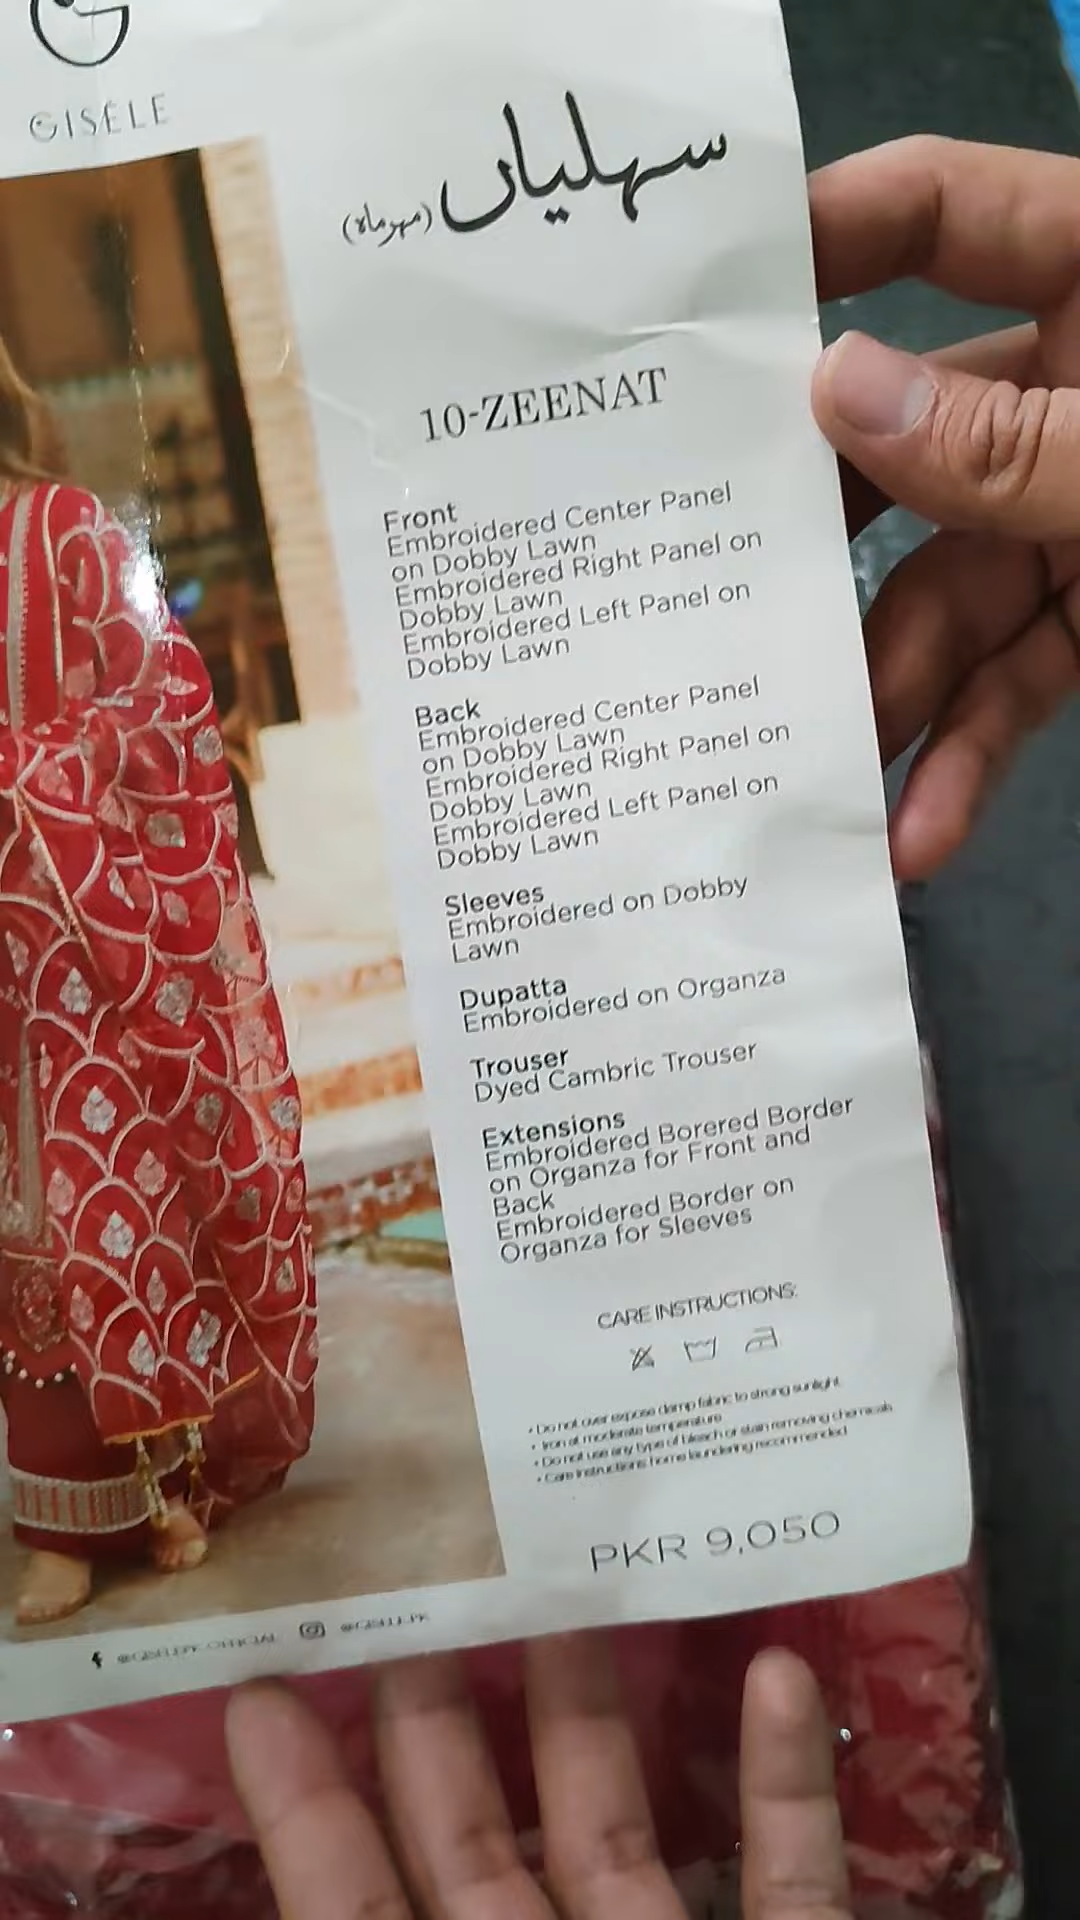 GISÉLE
سہلیاں
(مہرماہ)
10-ZEENAT
Front
Embroidered Center Panel
on Dobby Lawn
Embroidered Right Panel on
Dobby Lawn
Embroidered Left Panel on
Dobby Lawn
Back
Embroidered Center Panel
on Dobby Lawn
Embroidered Right Panel on
Dobby Lawn
Embroidered Left Panel on
Dobby Lawn
Sleeves
Embroidered on Dobby
Lawn
Dupatta
Embroidered on Organza
Trouser
Dyed Cambric Trouser
Extensions
Embroidered Borered Border
on Organza for Front and
Back
Embroidered Border on
Organza for Sleeves
CARE INSTRUCTIONS:
• Do not over expose damp fabric to strong sunlight.
• Iron at moderate temperature
• Do not use any type of bleach or stain removing chemicals
• Care instructions: home laundering recommended
PKR 9,050